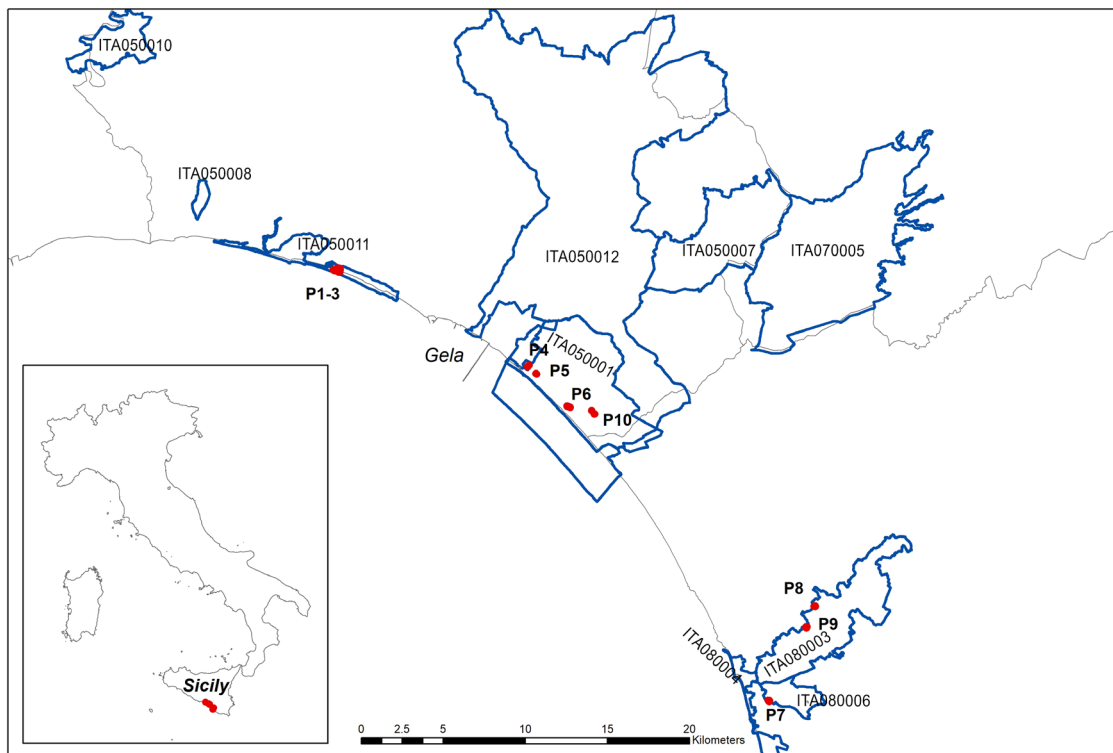 ITA050010
ITA050008
ITA050011
P1-3
ITA050012
ITA050007
ITA070005
Gela
ITA050001
P4
P5
P6
P10
Sicily
P8
P9
ITA080003
ITA080004
ITA080006
P7
0 2.5 5 10 15 20
Kilometers